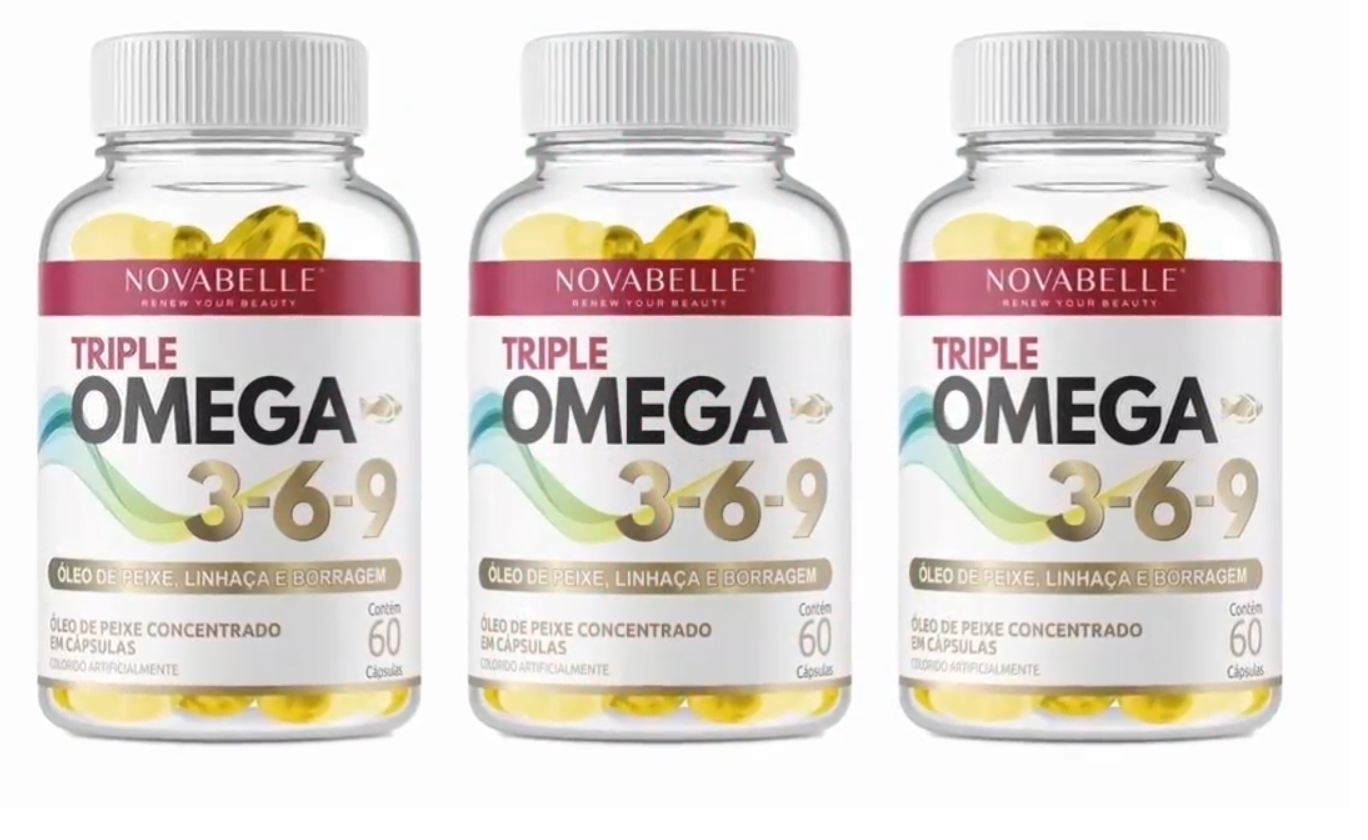 NOVABELLE®
RENEW YOUR BEAUTY
TRIPLE
OMEGA
3-6-9
ÓLEO DE PEIXE, LINHAÇA E BORRAGEM
ÓLEO DE PEIXE CONCENTRADO
EM CÁPSULAS
COLORIDO ARTIFICIALMENTE
Contém
60
Cápsulas
NOVABELLE®
RENEW YOUR BEAUTY
TRIPLE
OMEGA
3-6-9
ÓLEO DE PEIXE, LINHAÇA E BORRAGEM
ÓLEO DE PEIXE CONCENTRADO
EM CÁPSULAS
COLORIDO ARTIFICIALMENTE
Contém
60
Cápsulas
NOVABELLE®
RENEW YOUR BEAUTY
TRIPLE
OMEGA
3-6-9
ÓLEO DE PEIXE, LINHAÇA E BORRAGEM
ÓLEO DE PEIXE CONCENTRADO
EM CÁPSULAS
COLORIDO ARTIFICIALMENTE
Contém
60
Cápsulas